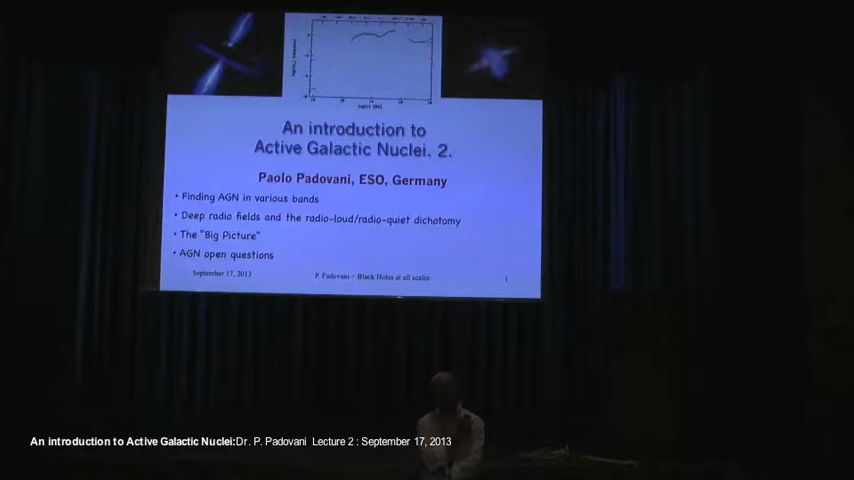 An introduction to
Active Galactic Nuclei. 2.
Paolo Padovani, ESO, Germany
• Finding AGN in various bands
• Deep radio fields and the radio-loud/radio-quiet dichotomy
• The "Big Picture"
• AGN open questions
September 17, 2013 P. Padovani - Black Holes at all scales 1
An introduction to Active Galactic Nuclei:Dr. P. Padovani Lecture 2 : September 17, 2013